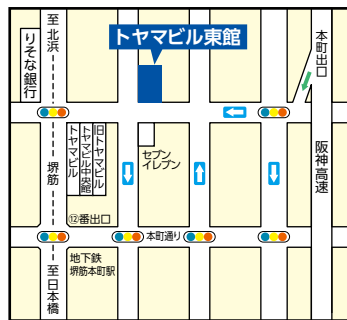 至北浜
りそな銀行
トヤマビル東館
本町出口
トヤマビル
トヤマビル中央館
旧トヤマビル
セブン
イレブン
堺筋
阪神高速
⑫番出口
本町通り
地下鉄
堺筋本町駅
至日本橋